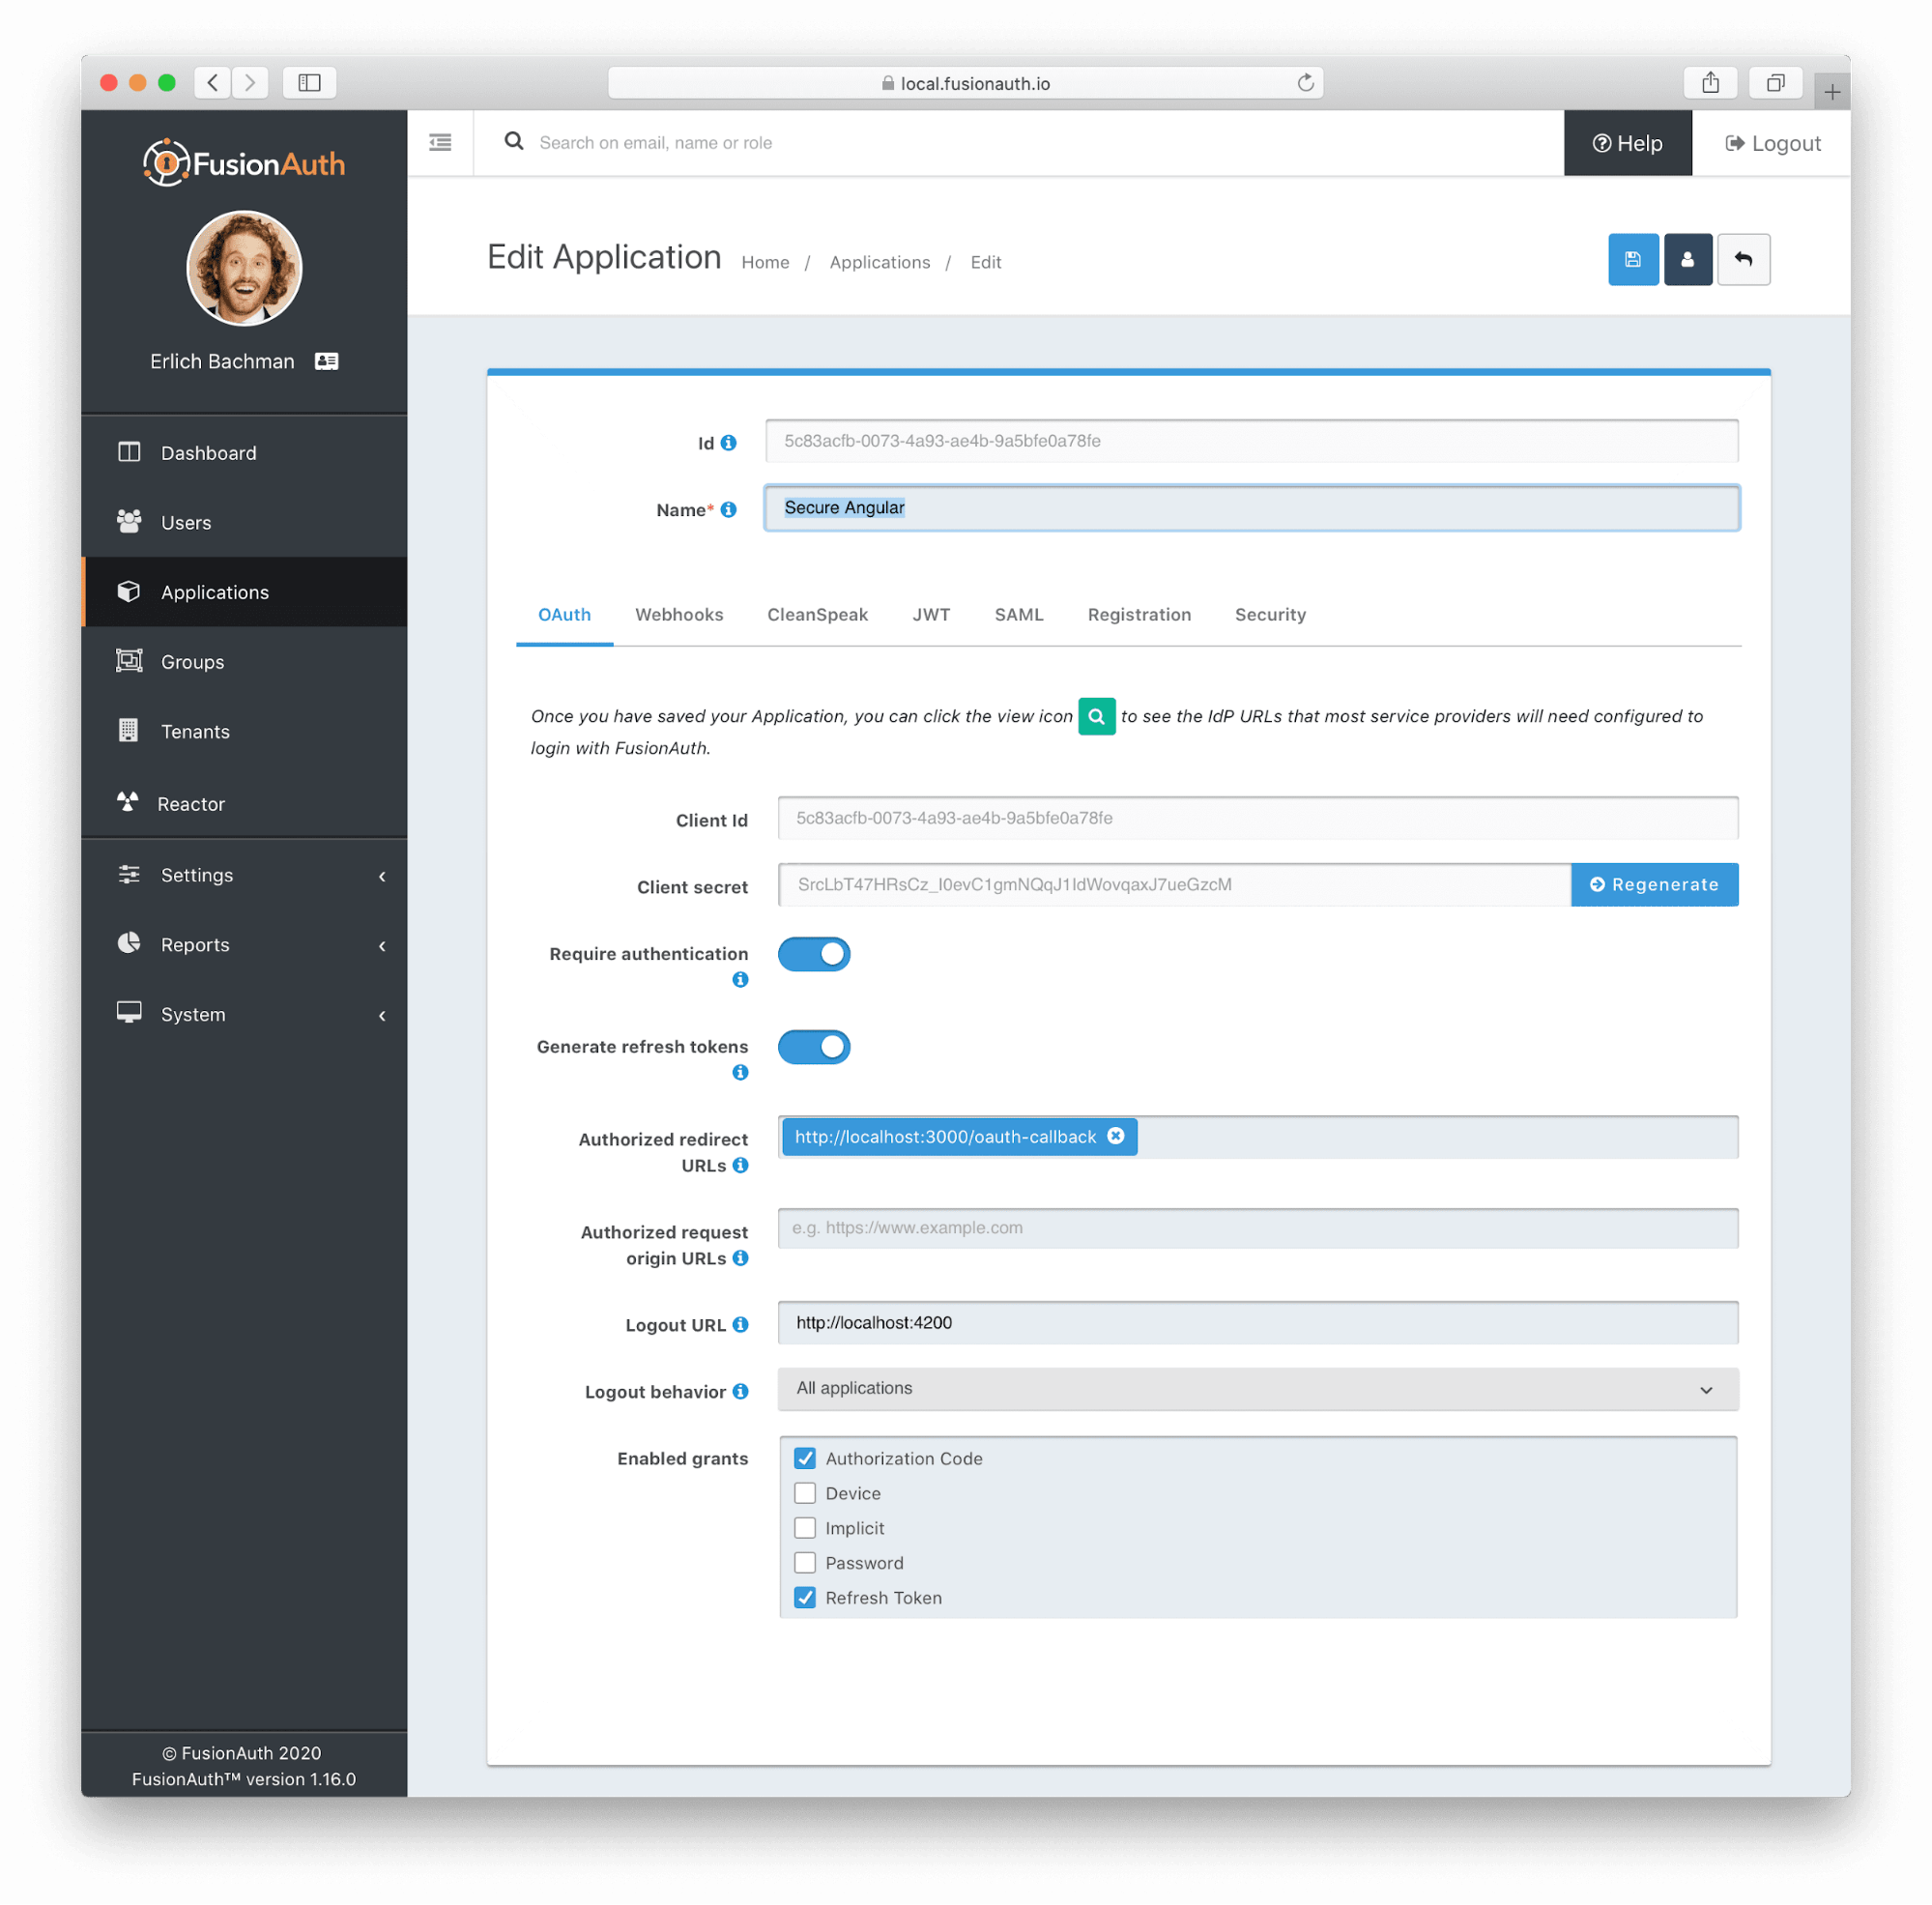 local.fusionauth.io
FusionAuth
Search on email, name or role
Help
Logout
Erlich Bachman
Edit Application
Home / Applications / Edit
Dashboard
Users
Applications
Groups
Tenants
Reactor
Settings
Reports
System
© FusionAuth 2020
FusionAuth™ version 1.16.0
Id
5c83acfb-0073-4a93-ae4b-9a5bfe0a78fe
Name*
Secure Angular
OAuth
Webhooks
CleanSpeak
JWT
SAML
Registration
Security
Once you have saved your Application, you can click the view icon to see the IdP URLs that most service providers will need configured to
login with FusionAuth.
Client Id
5c83acfb-0073-4a93-ae4b-9a5bfe0a78fe
Client secret
SrcLbT47HRsCz_I0evC1gmNQqJ1IdWovqaxJ7ueGzcM
Regenerate
Require authentication
Generate refresh tokens
Authorized redirect
URLs
http://localhost:3000/oauth-callback
Authorized request
origin URLs
e.g. https://www.example.com
Logout URL
http://localhost:4200
Logout behavior
All applications
Enabled grants
Authorization Code
Device
Implicit
Password
Refresh Token